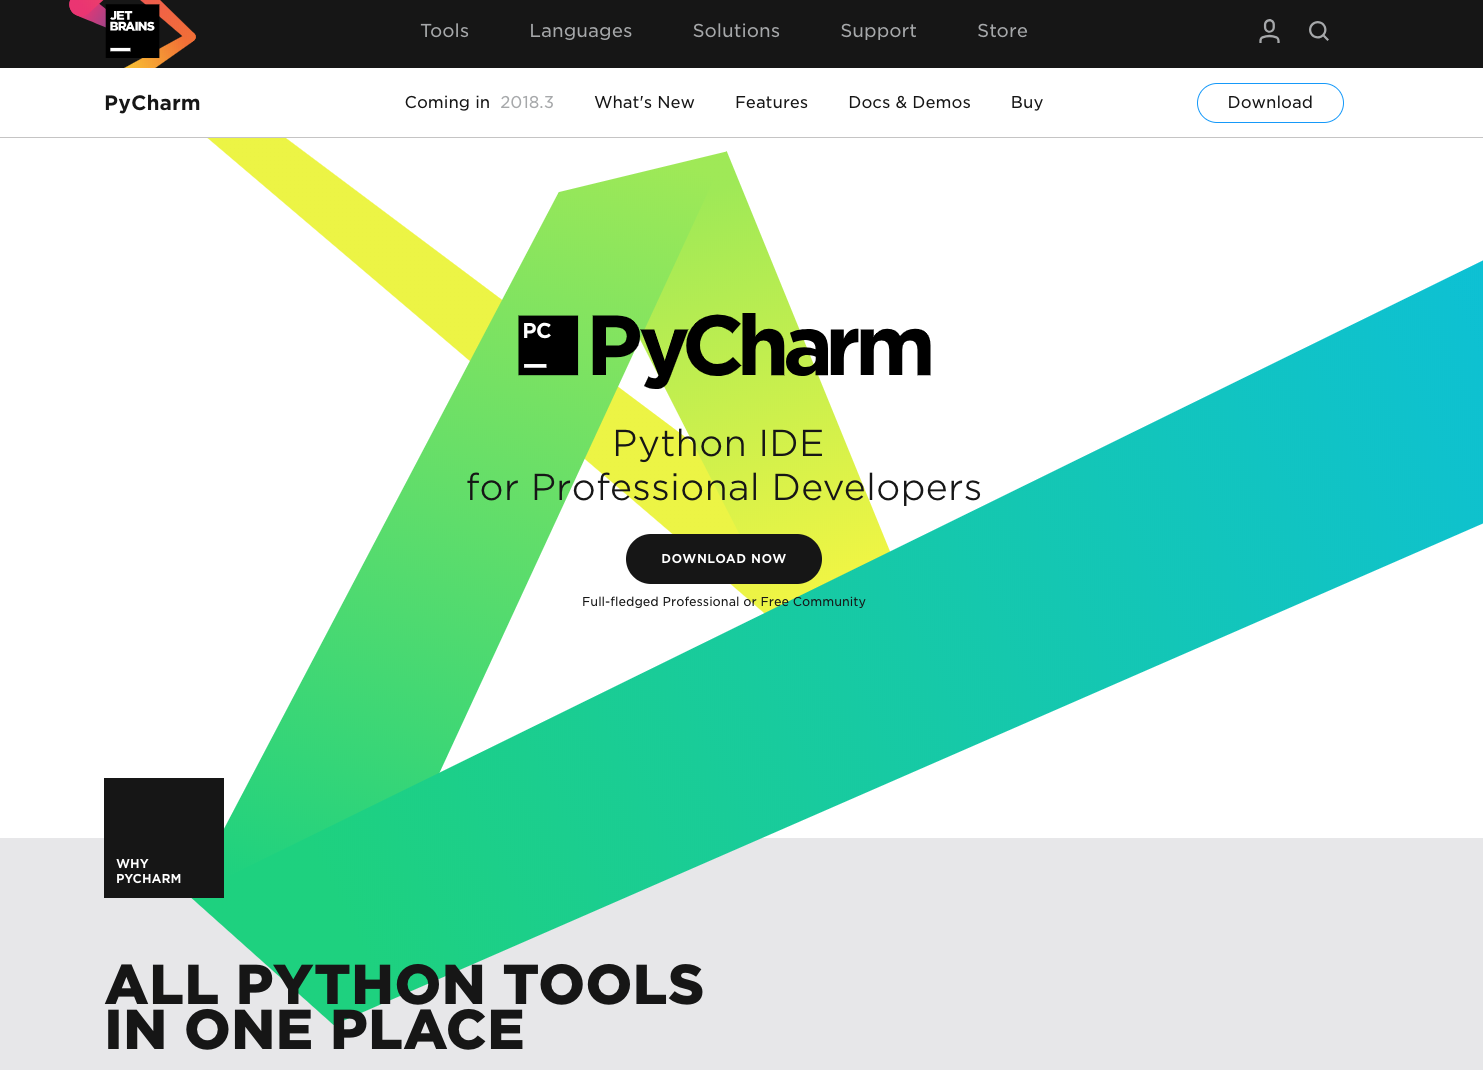 JET
BRAINS
Tools Languages Solutions Support Store
PyCharm Coming in 2018.3 What's New Features Docs & Demos Buy Download
PC
PyCharm
Python IDE
for Professional Developers
DOWNLOAD NOW
Full-fledged Professional or Free Community
WHY
PYCHARM
ALL PYTHON TOOLS
IN ONE PLACE